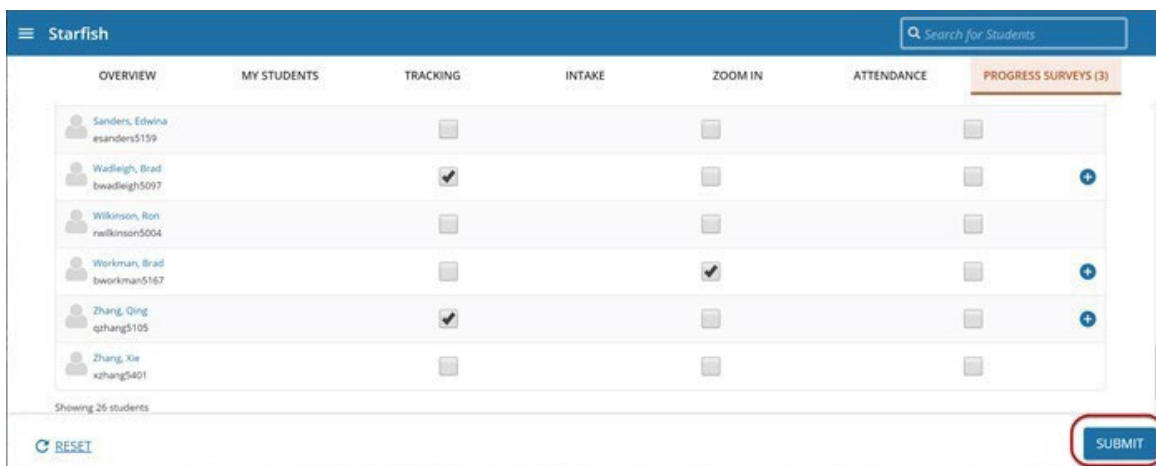 Starfish
Search for Students
OVERVIEW MY STUDENTS TRACKING INTAKE ZOOM IN ATTENDANCE PROGRESS SURVEYS (3)
Sanders, Edwina
esanders5159
Wadleigh, Brad
bwadleigh5097
Wilkinson, Ron
rwilkinson5004
Workman, Brad
bworkman5167
Zhang, Qing
qzhang5105
Zhang, Xie
xzhang5401
Showing 26 students
RESET
SUBMIT